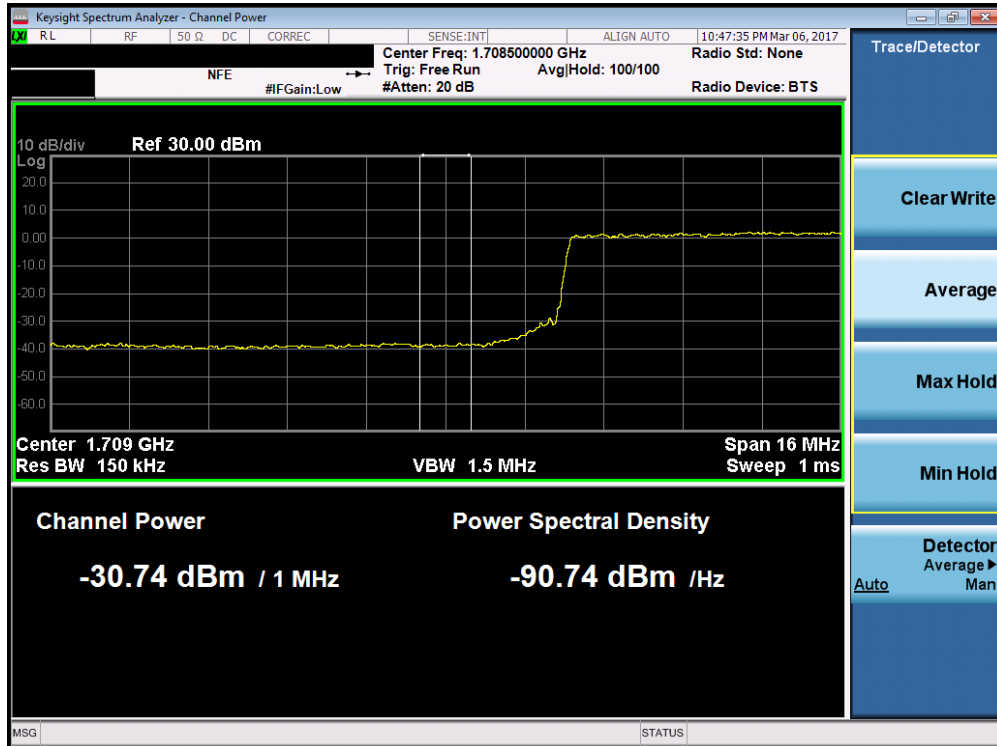 Keysight Spectrum Analyzer - Channel Power
LXI RL RF 50 Ω DC CORREC SENSE:INT ALIGN AUTO 10:47:35 PM Mar 06, 2017
Center Freq: 1.708500000 GHz Radio Std: None
NFE Trig: Free Run Avg|Hold: 100/100
#IFGain:Low #Atten: 20 dB Radio Device: BTS
10 dB/div Ref 30.00 dBm
Log
20.0
10.0
0.00
-10.0
-20.0
-30.0
-40.0
-50.0
-60.0
Center 1.709 GHz Span 16 MHz
Res BW 150 kHz VBW 1.5 MHz Sweep 1 ms
Channel Power Power Spectral Density
-30.74 dBm / 1 MHz -90.74 dBm /Hz
Trace/Detector
Clear Write
Average
Max Hold
Min Hold
Detector
Average
Auto Man
MSG STATUS